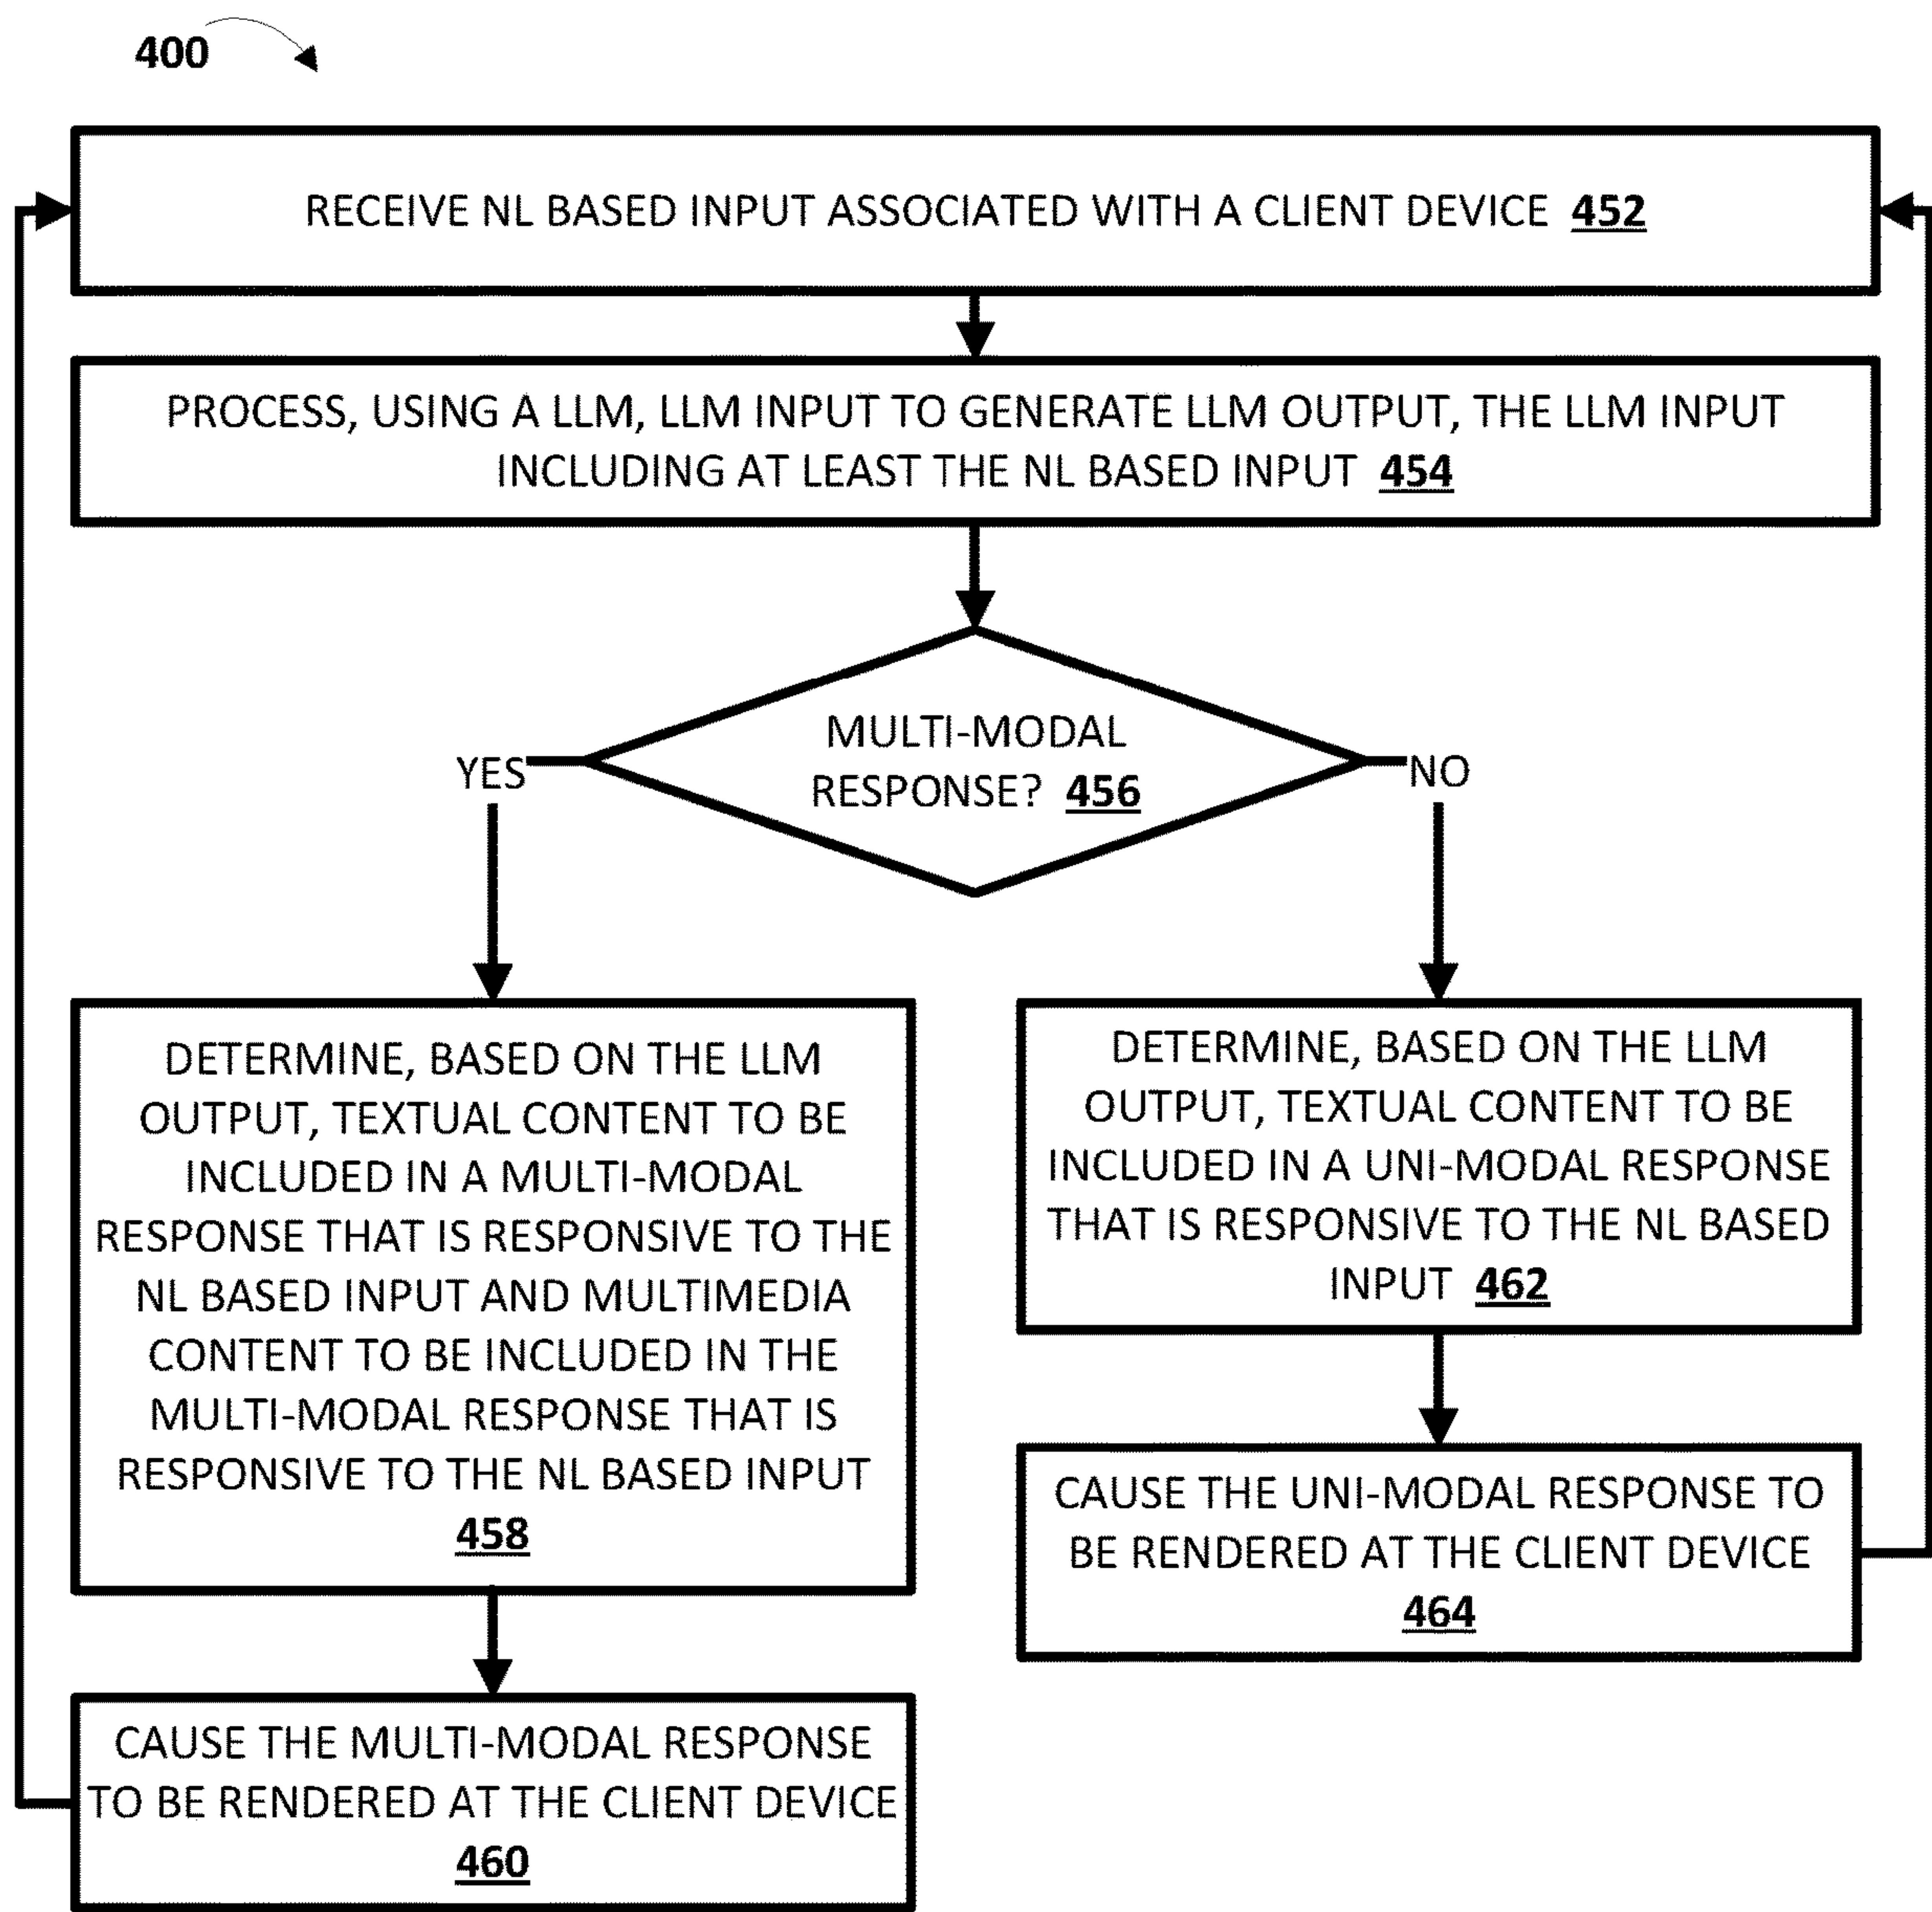 400
RECEIVE NL BASED INPUT ASSOCIATED WITH A CLIENT DEVICE 452
PROCESS, USING A LLM, LLM INPUT TO GENERATE LLM OUTPUT, THE LLM INPUT
INCLUDING AT LEAST THE NL BASED INPUT 454
MULTI-MODAL
RESPONSE? 456
YES
NO
DETERMINE, BASED ON THE LLM
OUTPUT, TEXTUAL CONTENT TO BE
INCLUDED IN A MULTI-MODAL
RESPONSE THAT IS RESPONSIVE TO THE
NL BASED INPUT AND MULTIMEDIA
CONTENT TO BE INCLUDED IN THE
MULTI-MODAL RESPONSE THAT IS
RESPONSIVE TO THE NL BASED INPUT
458
CAUSE THE MULTI-MODAL RESPONSE
TO BE RENDERED AT THE CLIENT DEVICE
460
DETERMINE, BASED ON THE LLM
OUTPUT, TEXTUAL CONTENT TO BE
INCLUDED IN A UNI-MODAL RESPONSE
THAT IS RESPONSIVE TO THE NL BASED
INPUT 462
CAUSE THE UNI-MODAL RESPONSE TO
BE RENDERED AT THE CLIENT DEVICE
464